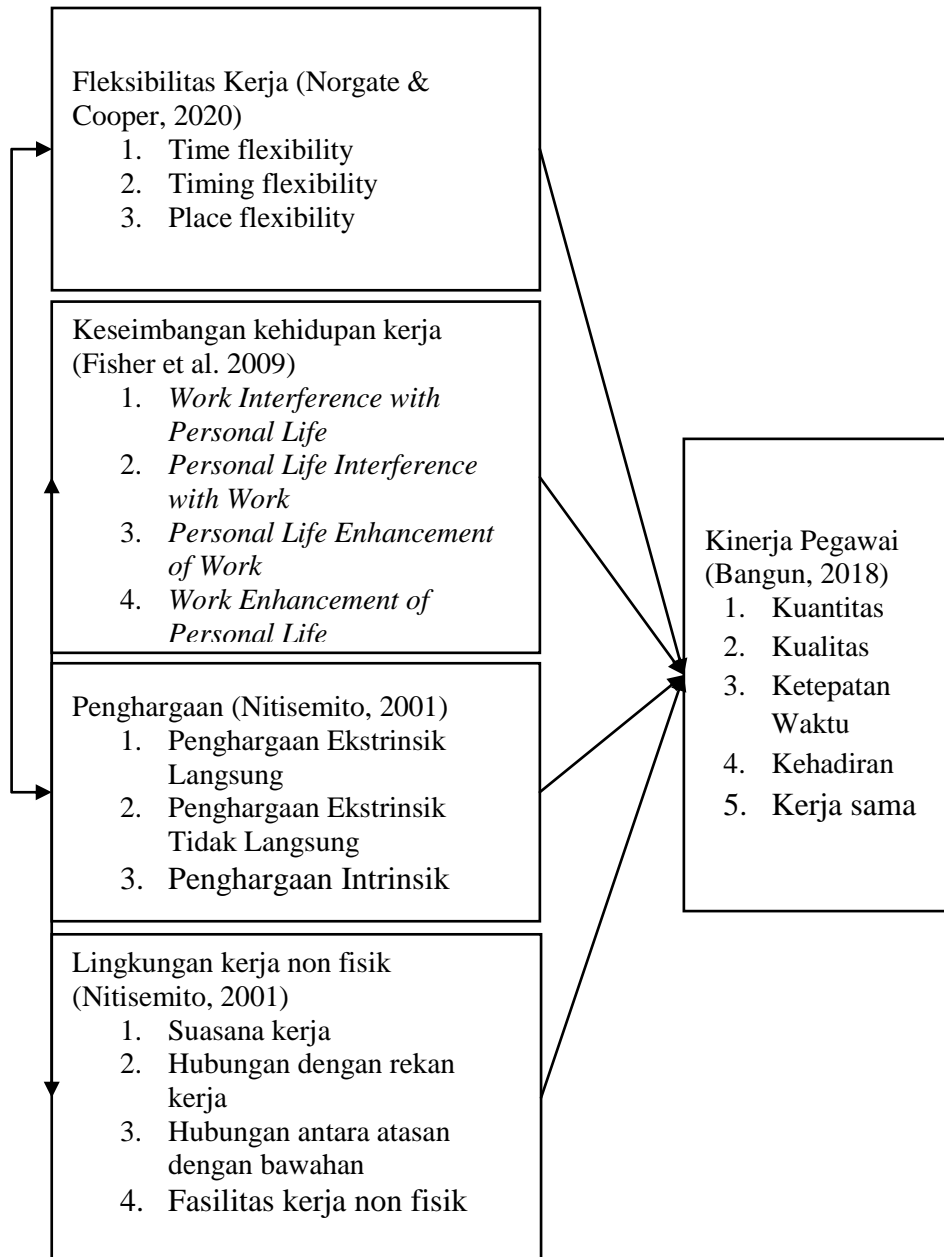 Fleksibilitas Kerja (Norgate &
Cooper, 2020)
1. Time flexibility
2. Timing flexibility
3. Place flexibility
Keseimbangan kehidupan kerja
(Fisher et al. 2009)
1. Work Interference with
Personal Life
2. Personal Life Interference
with Work
3. Personal Life Enhancement
of Work
4. Work Enhancement of
Personal Life
Penghargaan (Nitisemito, 2001)
1. Penghargaan Ekstrinsik
Langsung
2. Penghargaan Ekstrinsik
Tidak Langsung
3. Penghargaan Intrinsik
Lingkungan kerja non fisik
(Nitisemito, 2001)
1. Suasana kerja
2. Hubungan dengan rekan
kerja
3. Hubungan antara atasan
dengan bawahan
4. Fasilitas kerja non fisik
Kinerja Pegawai
(Bangun, 2018)
1. Kuantitas
2. Kualitas
3. Ketepatan
Waktu
4. Kehadiran
5. Kerja sama